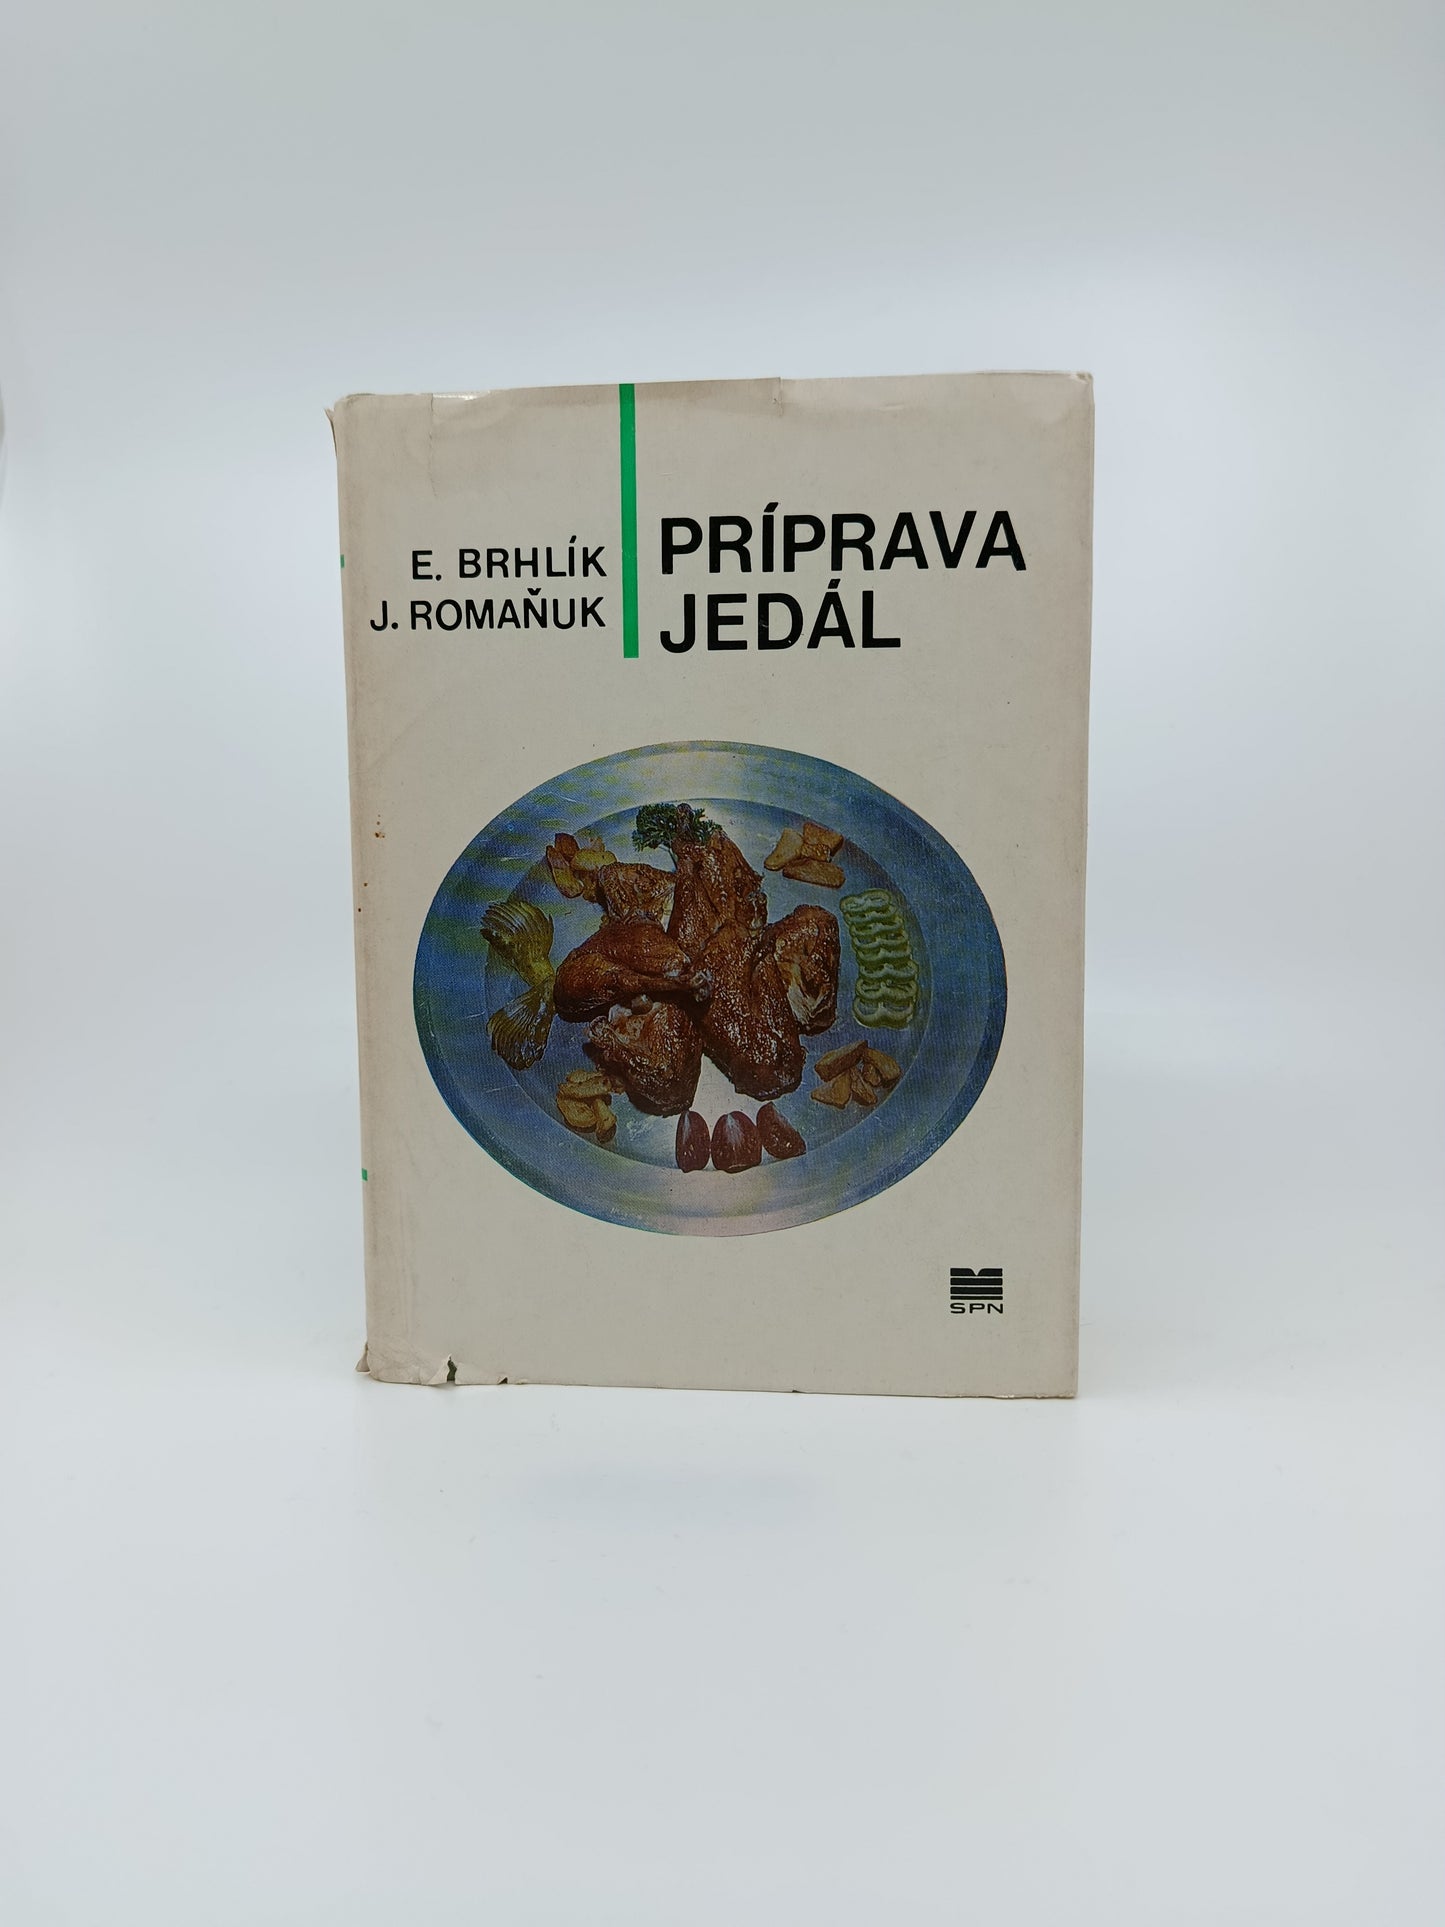 E. BRHLÍK
J. ROMAŇUK
PRÍPRAVA
JEDÁL
SPN